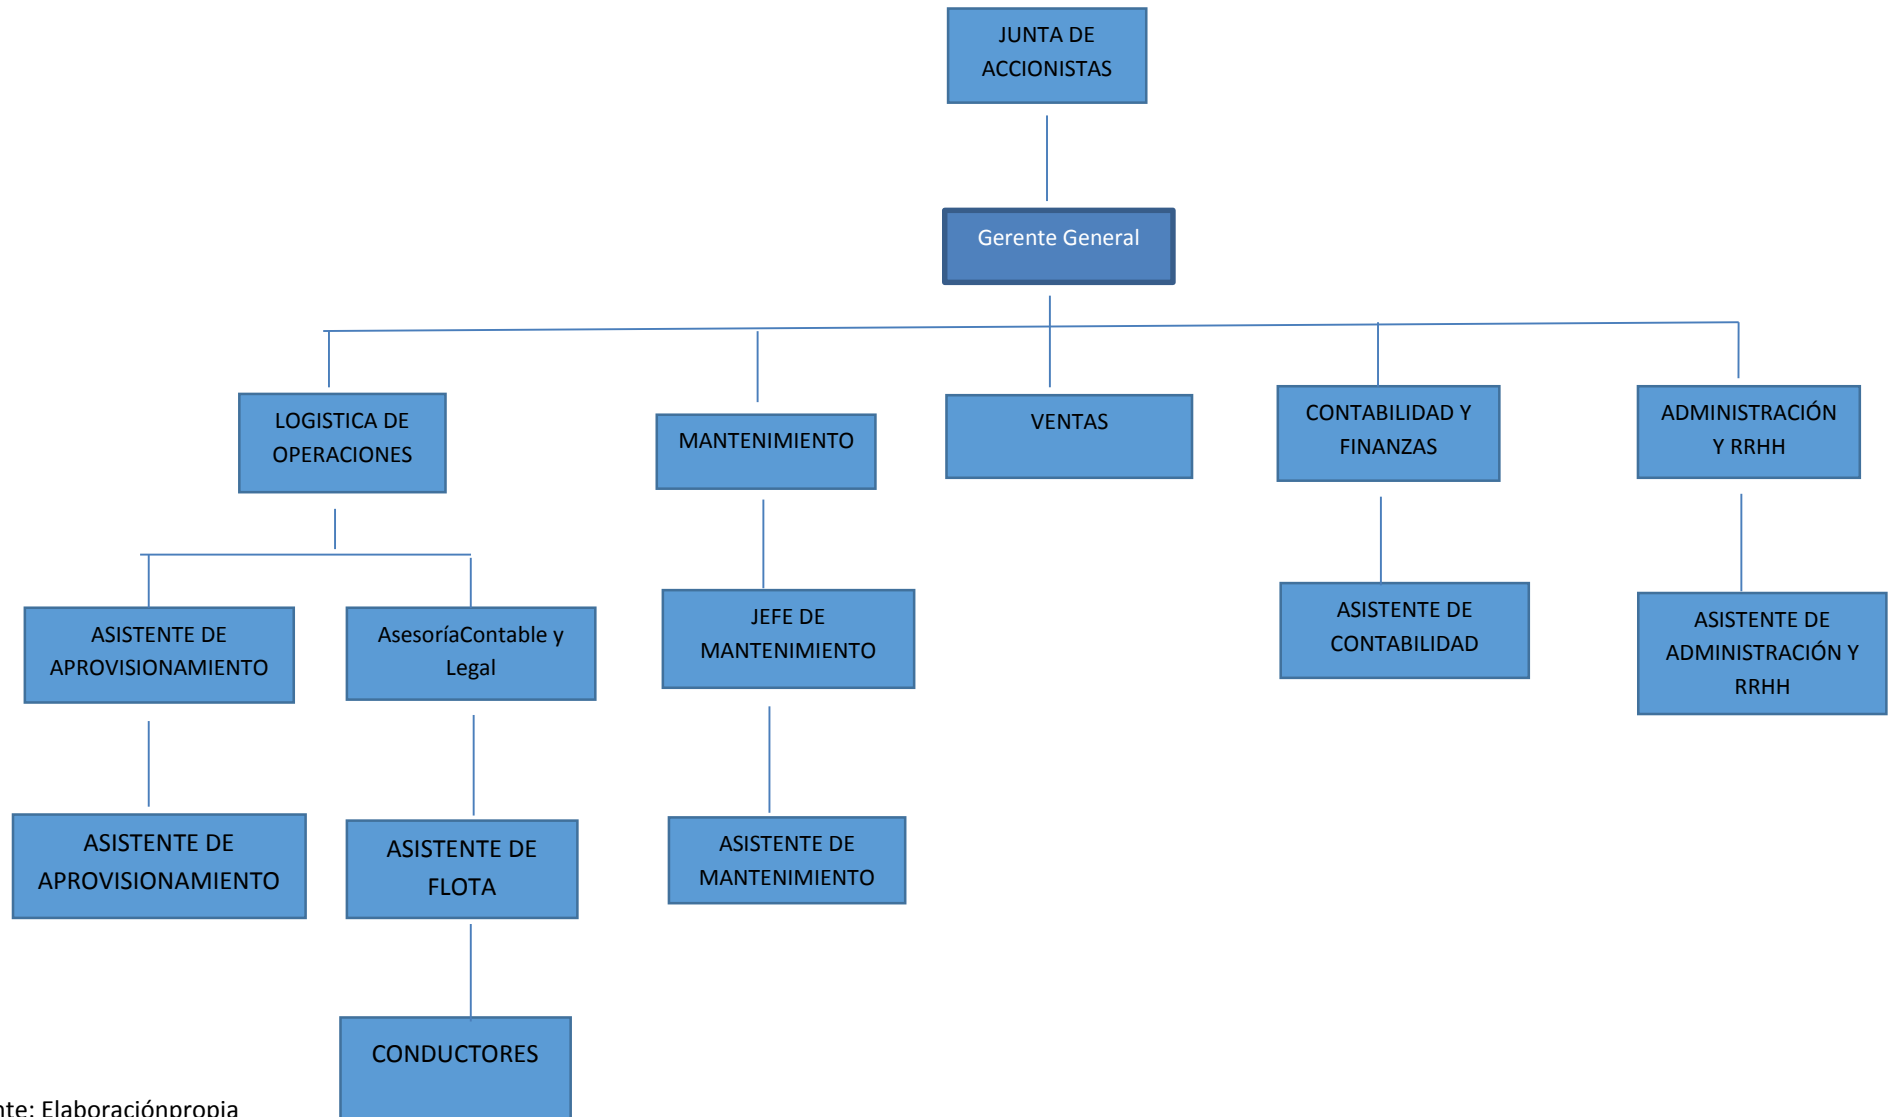 JUNTA DE
ACCIONISTAS
Gerente General
LOGISTICA DE
OPERACIONES
MANTENIMIENTO
VENTAS
CONTABILIDAD Y
FINANZAS
ADMINISTRACIÓN
Y RRHH
ASISTENTE DE
APROVISIONAMIENTO
AsesoríaContable y
Legal
JEFE DE
MANTENIMIENTO
ASISTENTE DE
CONTABILIDAD
ASISTENTE DE
ADMINISTRACIÓN Y
RRHH
ASISTENTE DE
APROVISIONAMIENTO
ASISTENTE DE
FLOTA
ASISTENTE DE
MANTENIMIENTO
CONDUCTORES
nte: Elaboraciónpropia